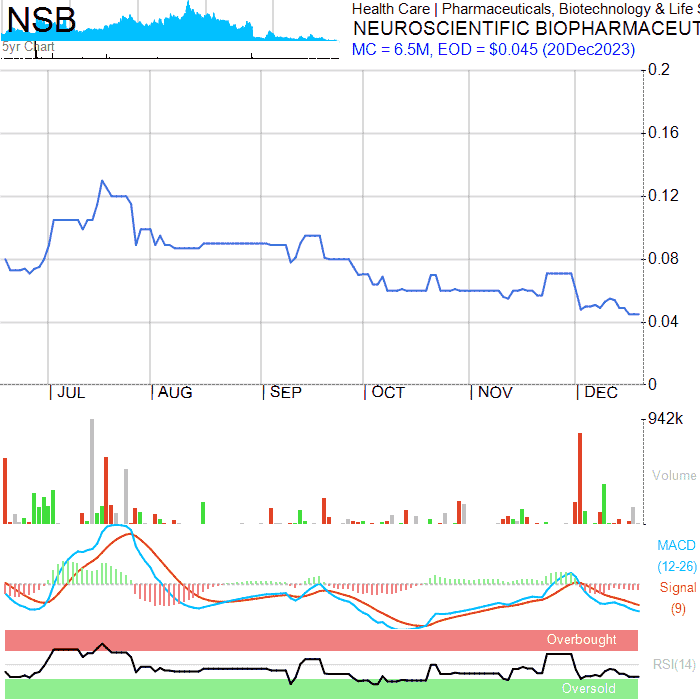 NSB
5yr Chart
Health Care | Pharmaceuticals, Biotechnology & Life S
NEUROSCIENTIFIC BIOPHARMACEUT
MC = 6.5M, EOD = $0.045 (20Dec2023)
0.2
0.16
0.12
0.08
0.04
0
JUL
AUG
SEP
OCT
NOV
DEC
942k
Volume
MACD
(12-26)
Signal
(9)
Overbought
RSI(14)
Oversold